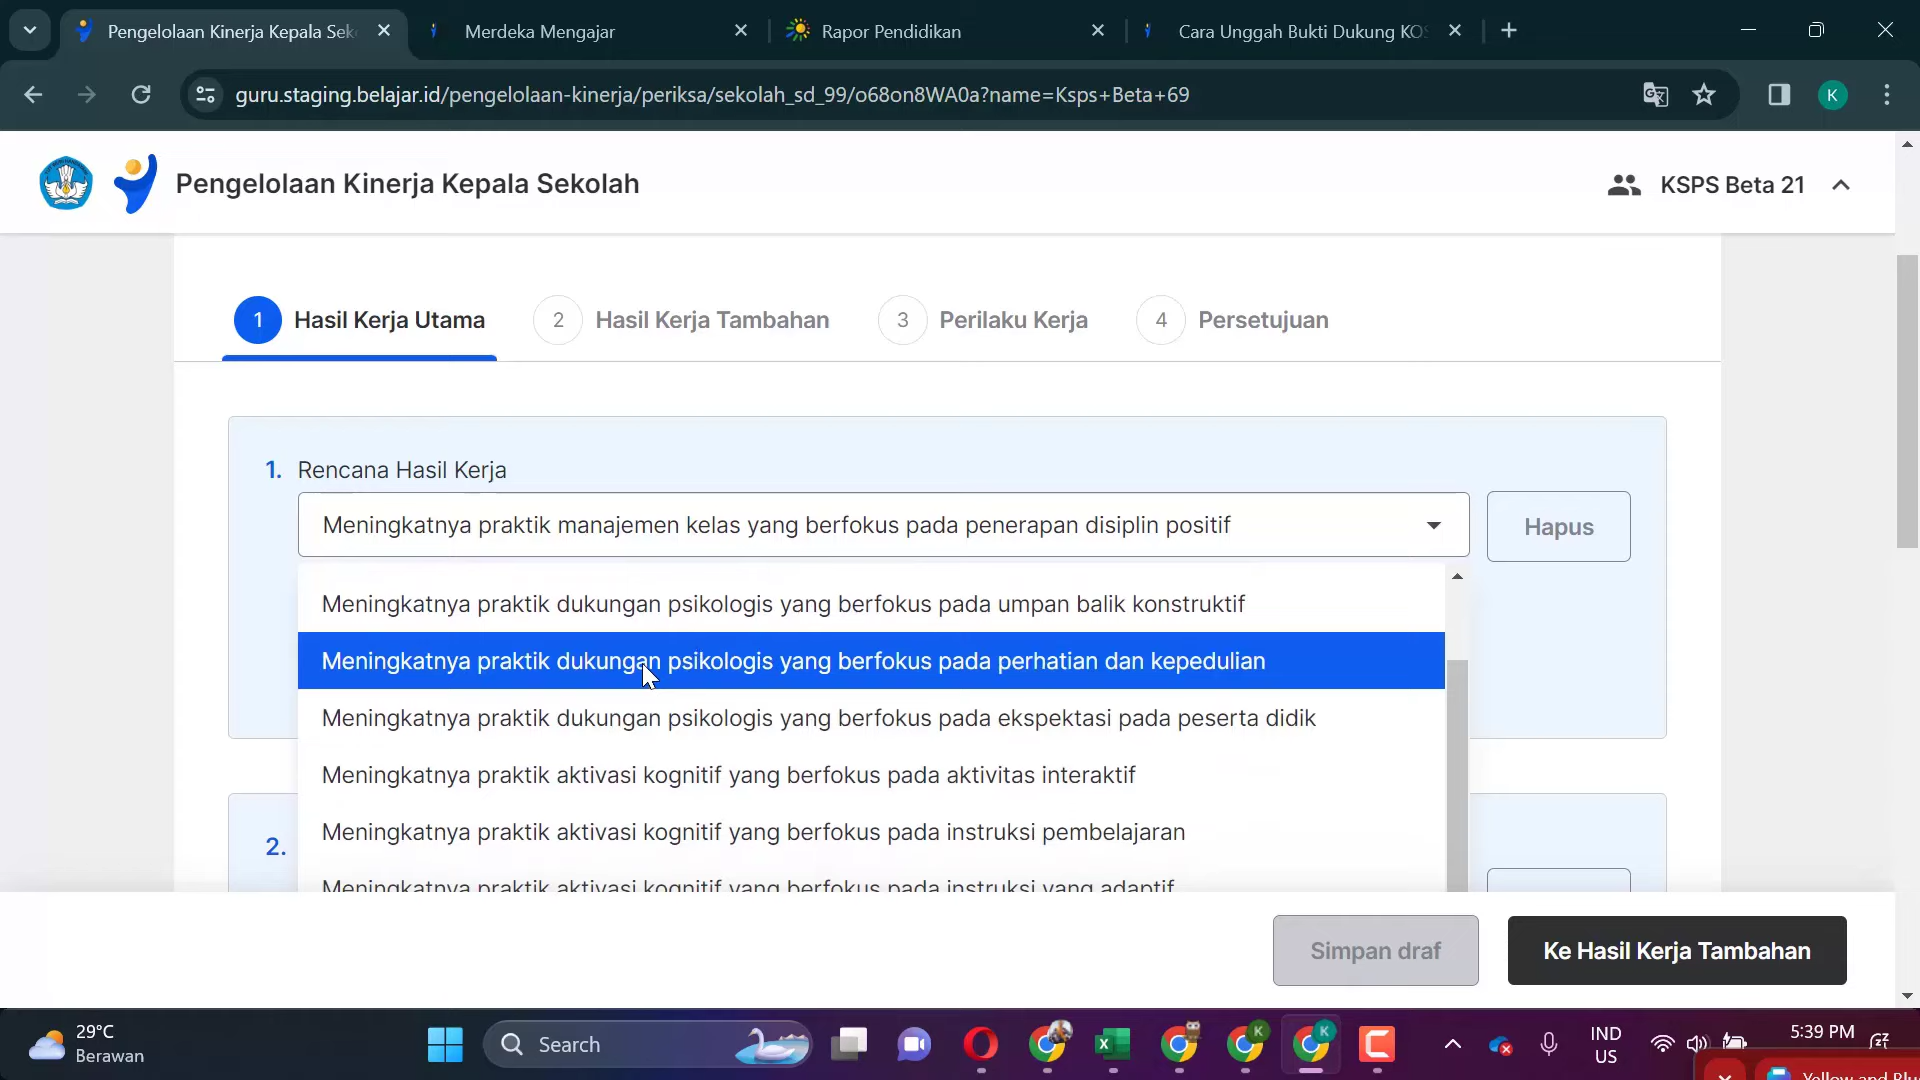 Pengelolaan Kinerja Kepala Sek
Merdeka Mengajar
Rapor Pendidikan
Cara Unggah Bukti Dukung KOS
guru.staging.belajar.id/pengelolaan-kinerja/periksa/sekolah_sd_99/o68on8WA0a?name=Ksps+Beta+69
K
Pengelolaan Kinerja Kepala Sekolah
KSPS Beta 21
1 Hasil Kerja Utama
2 Hasil Kerja Tambahan
3 Perilaku Kerja
4 Persetujuan
1. Rencana Hasil Kerja
Meningkatnya praktik manajemen kelas yang berfokus pada penerapan disiplin positif
Hapus
Meningkatnya praktik dukungan psikologis yang berfokus pada umpan balik konstruktif
Meningkatnya praktik dukungan psikologis yang berfokus pada perhatian dan kepedulian
Meningkatnya praktik dukungan psikologis yang berfokus pada ekspektasi pada peserta didik
Meningkatnya praktik aktivasi kognitif yang berfokus pada aktivitas interaktif
Meningkatnya praktik aktivasi kognitif yang berfokus pada instruksi pembelajaran
2.
Meningkatnya praktik aktivasi kognitif yang berfokus pada instruksi yang adaptif
Simpan draf
Ke Hasil Kerja Tambahan
29°C
Berawan
Search
K
K
IND
US
5:39 PM
Yellow and Blu